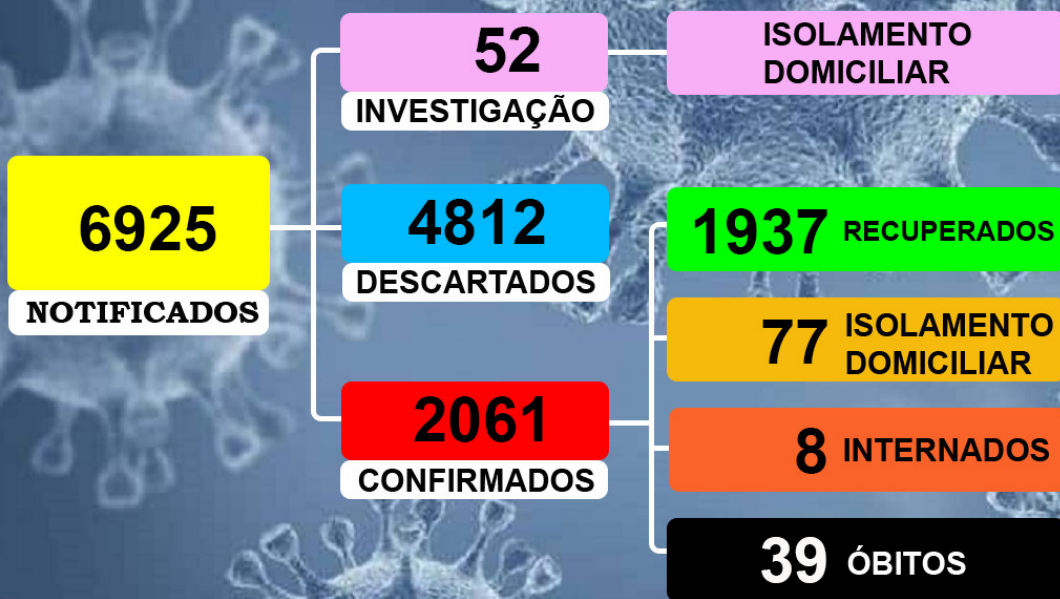 6925
NOTIFICADOS
52
INVESTIGAÇÃO
ISOLAMENTO
DOMICILIAR
4812
DESCARTADOS
2061
CONFIRMADOS
1937 RECUPERADOS
77 ISOLAMENTO
DOMICILIAR
8 INTERNADOS
39 ÓBITOS